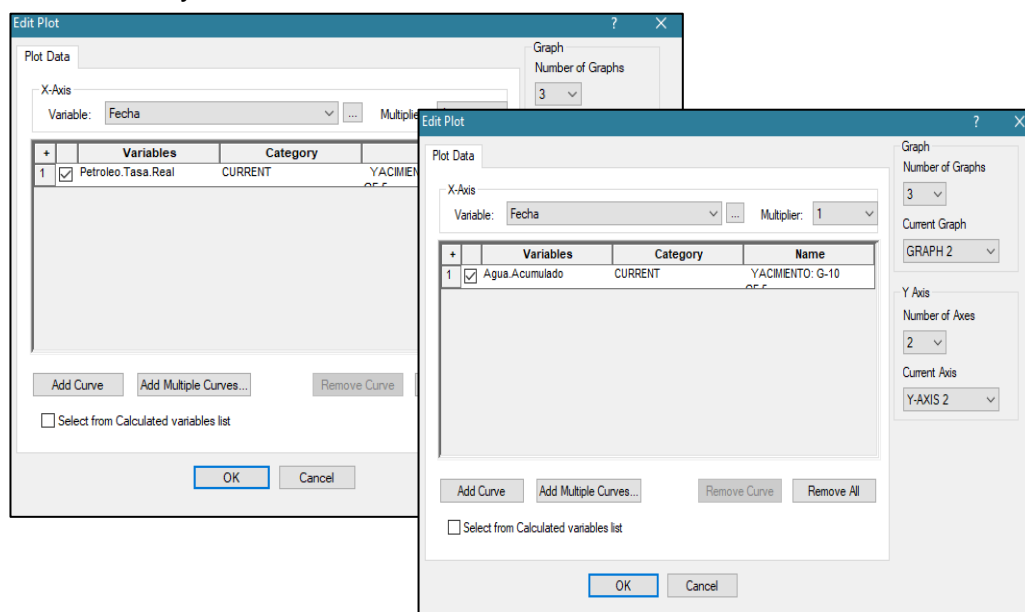 Edit Plot ? X
Plot Data
Graph
Number of Graphs
3
X-Axis
Variable: Fecha ...
+ Variables Category
1 Petroleo.Tasa.Real CURRENT
Add Curve Add Multiple Curves... Remove Curve
Select from Calculated variables list
OK Cancel
Edit Plot ? X
Plot Data
Graph
Number of Graphs
3
Current Graph
GRAPH 2
X-Axis
Variable: Fecha ... Multiplier: 1
+ Variables Category Name
1 Agua.Acumulado CURRENT YACIMIENTO: G-10
Y Axis
Number of Axes
2
Current Axis
Y-AXIS 2
Add Curve Add Multiple Curves... Remove Curve Remove All
Select from Calculated variables list
OK Cancel